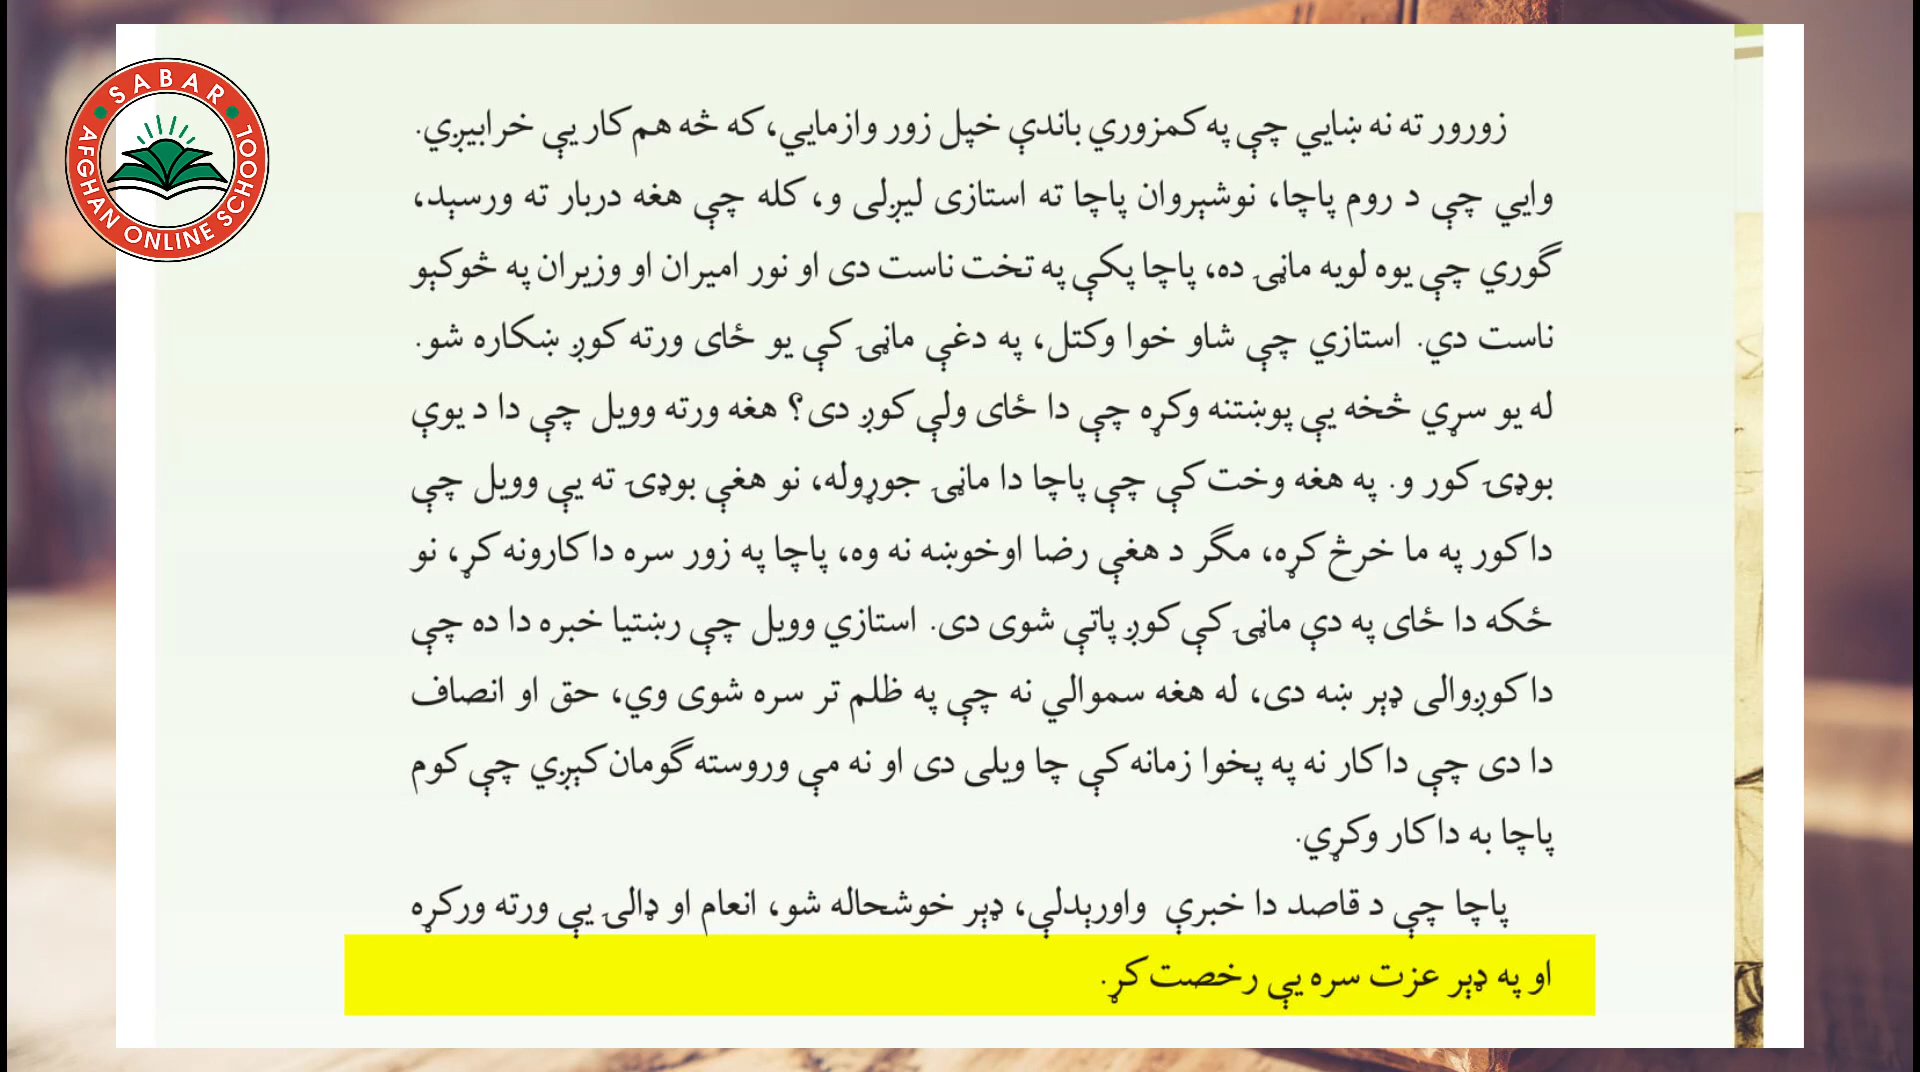 SABAR
AFGHAN ONLINE SCHOOL
زورور ته نه ښايي چې په کمزوري باندې خپل زور وازمايي، که څه هم کار يې خرابيږي.
وايي چې د روم پاچا، نوشېروان پاچا ته استازی ليږلی و، کله چې هغه دربار ته ورسېد،
گوري چې يوه لويه ماڼۍ ده، پاچا پکې په تخت ناست دی او نور اميران او وزيران په څوکېو
ناست دي. استازي چې شاو خوا وکتل، په دغې ماڼۍ کې يو ځای ورته کوږ ښکاره شو.
له يو سړي څخه يې پوښتنه وکړه چې دا ځای ولې کوږ دی؟ هغه ورته وويل چې دا د يوې
بوډۍ کور و. په هغه وخت کې چې پاچا دا ماڼۍ جوړوله، نو هغې بوډۍ ته يې وويل چې
دا کور په ما خرڅ کړه، مگر د هغې رضا اوخوښه نه وه، پاچا په زور سره دا کارونه کړ، نو
ځکه دا ځای په دې ماڼۍ کې کوږ پاتې شوی دی. استازي وويل چې رښتيا خبره دا ده چې
دا کوږوالی ډېر ښه دی، له هغه سموالي نه چې په ظلم تر سره شوی وي، حق او انصاف
دا دی چې دا کار نه په پخوا زمانه کې چا ويلی دی او نه مې وروسته گومان کېږي چې کوم
پاچا به دا کار وکړي.
پاچا چې د قاصد دا خبرې واورېدلې، ډېر خوشحاله شو، انعام او ډالۍ يې ورته ورکړه
او په ډېر عزت سره يې رخصت کړ.